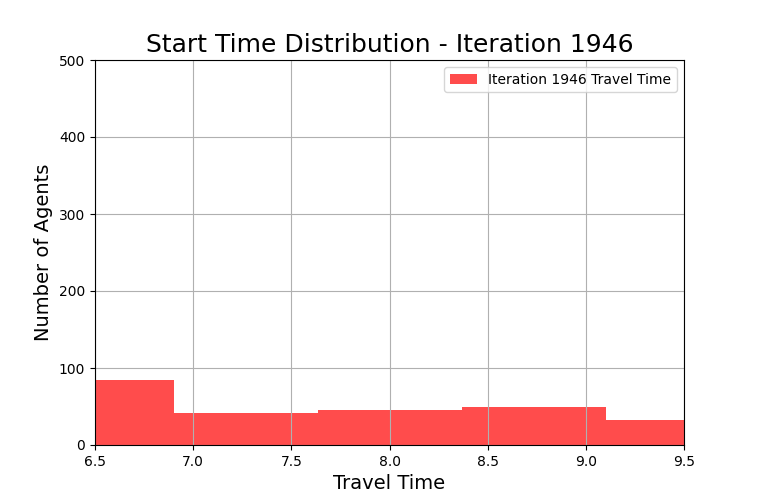 Start Time Distribution - Iteration 1946
500
Iteration 1946 Travel Time
400
300
200
100
0
Number of Agents
6.5 7.0 7.5 8.0 8.5 9.0 9.5
Travel Time